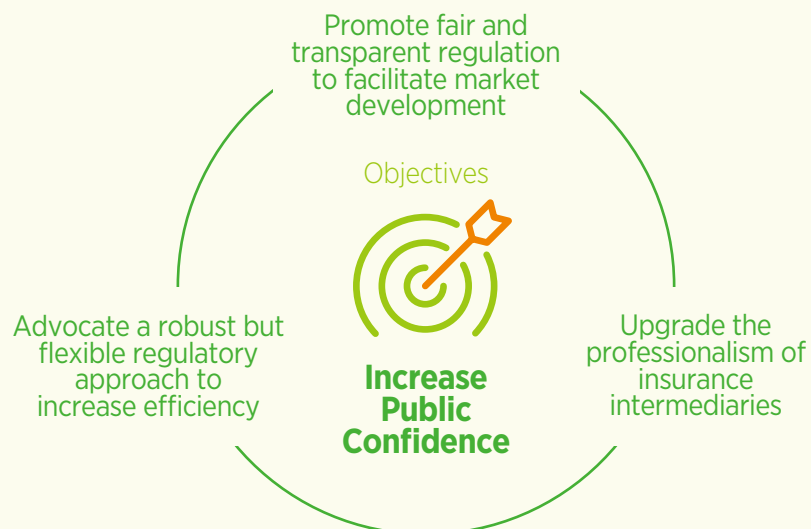 Promote fair and
transparent regulation
to facilitate market
development
Objectives
Advocate a robust but
flexible regulatory
approach to
increase efficiency
Increase
Public
Confidence
Upgrade the
professionalism of
insurance
intermediaries